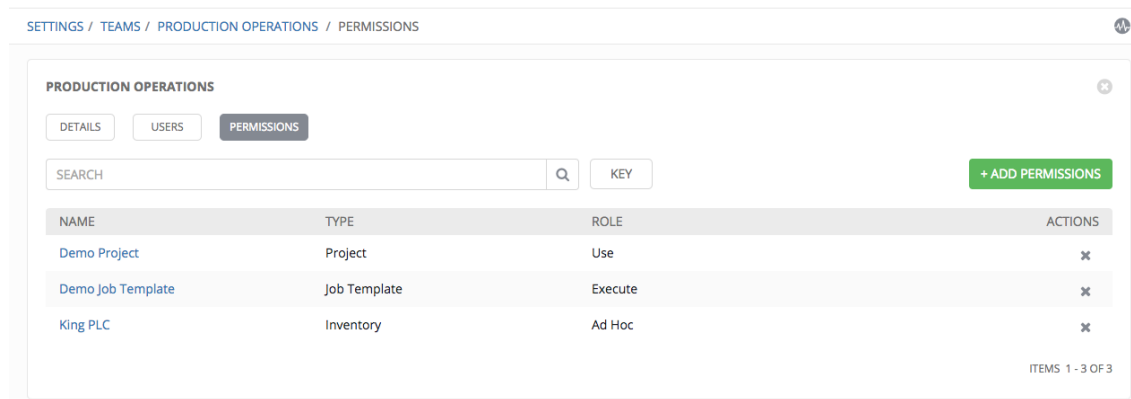 SETTINGS / TEAMS / PRODUCTION OPERATIONS / PERMISSIONS
PRODUCTION OPERATIONS
DETAILS USERS PERMISSIONS
SEARCH KEY + ADD PERMISSIONS
NAME TYPE ROLE ACTIONS
Demo Project Project Use
Demo Job Template Job Template Execute
King PLC Inventory Ad Hoc
ITEMS 1 - 3 OF 3